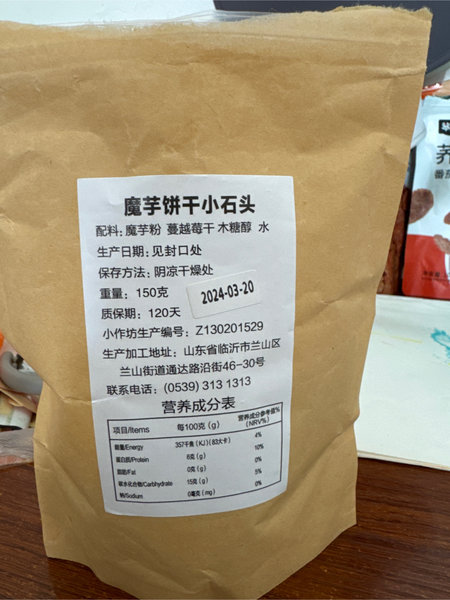 魔芋饼干小石头
配料: 魔芋粉 蔓越莓干 木糖醇 水
生产日期: 见封口处
保存方法: 阴凉干燥处
重量: 150克
2024-03-20
质保期: 120天
小作坊生产编号: Z130201529
生产加工地址: 山东省临沂市兰山区
兰山街道通达路沿街46-30号
联系电话: (0539) 313 1313
营养成分表
项目/Items 每100克 (g) 营养成分参考值% (NRV%)
能量/Energy 357千焦 (KJ) (83大卡) 4%
蛋白质/Protein 6克 (g) 10%
脂肪/Fat 0克 (g) 0%
碳水化合物/Carbhydrate 15克 (g) 5%
钠/Sodium 0毫克 (mg) 0%
荞
番茄